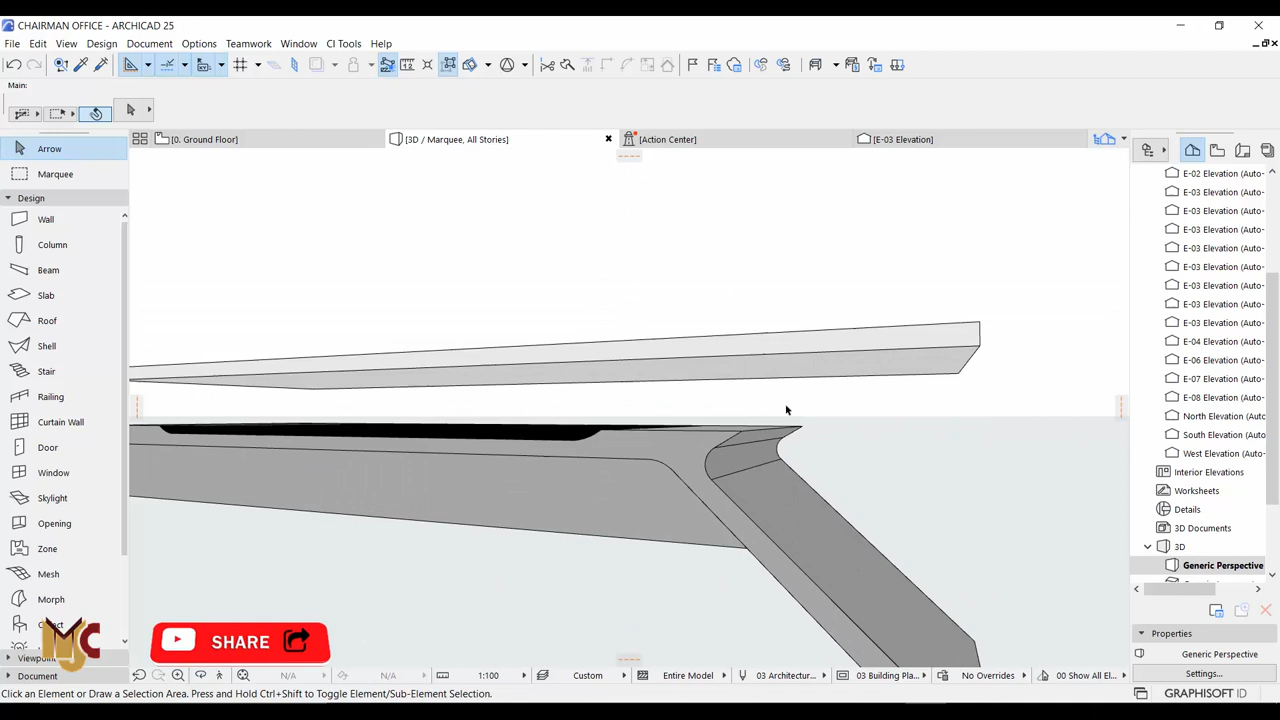 CHAIRMAN OFFICE - ARCHICAD 25
File Edit View Design Document Options Teamwork Window CI Tools Help
Main:
[0. Ground Floor]
[3D / Marquee, All Stories]
[Action Center]
[E-03 Elevation]
Arrow
Marquee
Design
Wall
Column
Beam
Slab
Roof
Shell
Stair
Railing
Curtain Wall
Door
Window
Skylight
Opening
Zone
Mesh
Morph
Viewpoint
Document
E-02 Elevation (Auto-
E-03 Elevation (Auto-
E-03 Elevation (Auto-
E-03 Elevation (Auto-
E-03 Elevation (Auto-
E-03 Elevation (Auto-
E-03 Elevation (Auto-
E-03 Elevation (Auto-
E-03 Elevation (Auto-
E-04 Elevation (Auto-
E-06 Elevation (Auto-
E-07 Elevation (Auto-
E-08 Elevation (Auto-
North Elevation (Auto-
South Elevation (Auto-
West Elevation (Auto-
Interior Elevations
Worksheets
Details
3D Documents
3D
Generic Perspective
Properties
Generic Perspective
Settings...
MC
SHARE
N/A
N/A
1:100
Custom
Entire Model
03 Architectur...
03 Building Pla...
No Overrides
00 Show All El...
Click an Element or Draw a Selection Area. Press and Hold Ctrl+Shift to Toggle Element/Sub-Element Selection.
GRAPHISOFT ID